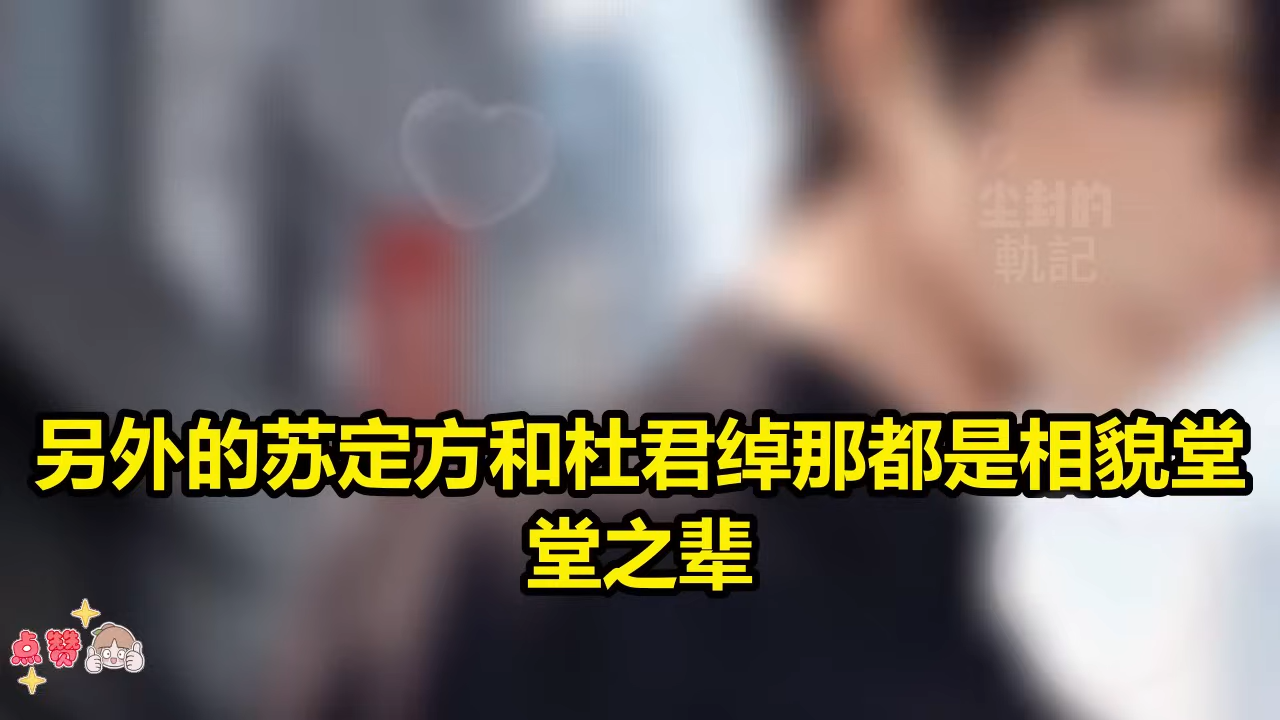 尘封的
軌記
另外的苏定方和杜君绰那都是相貌堂
堂之辈
点赞